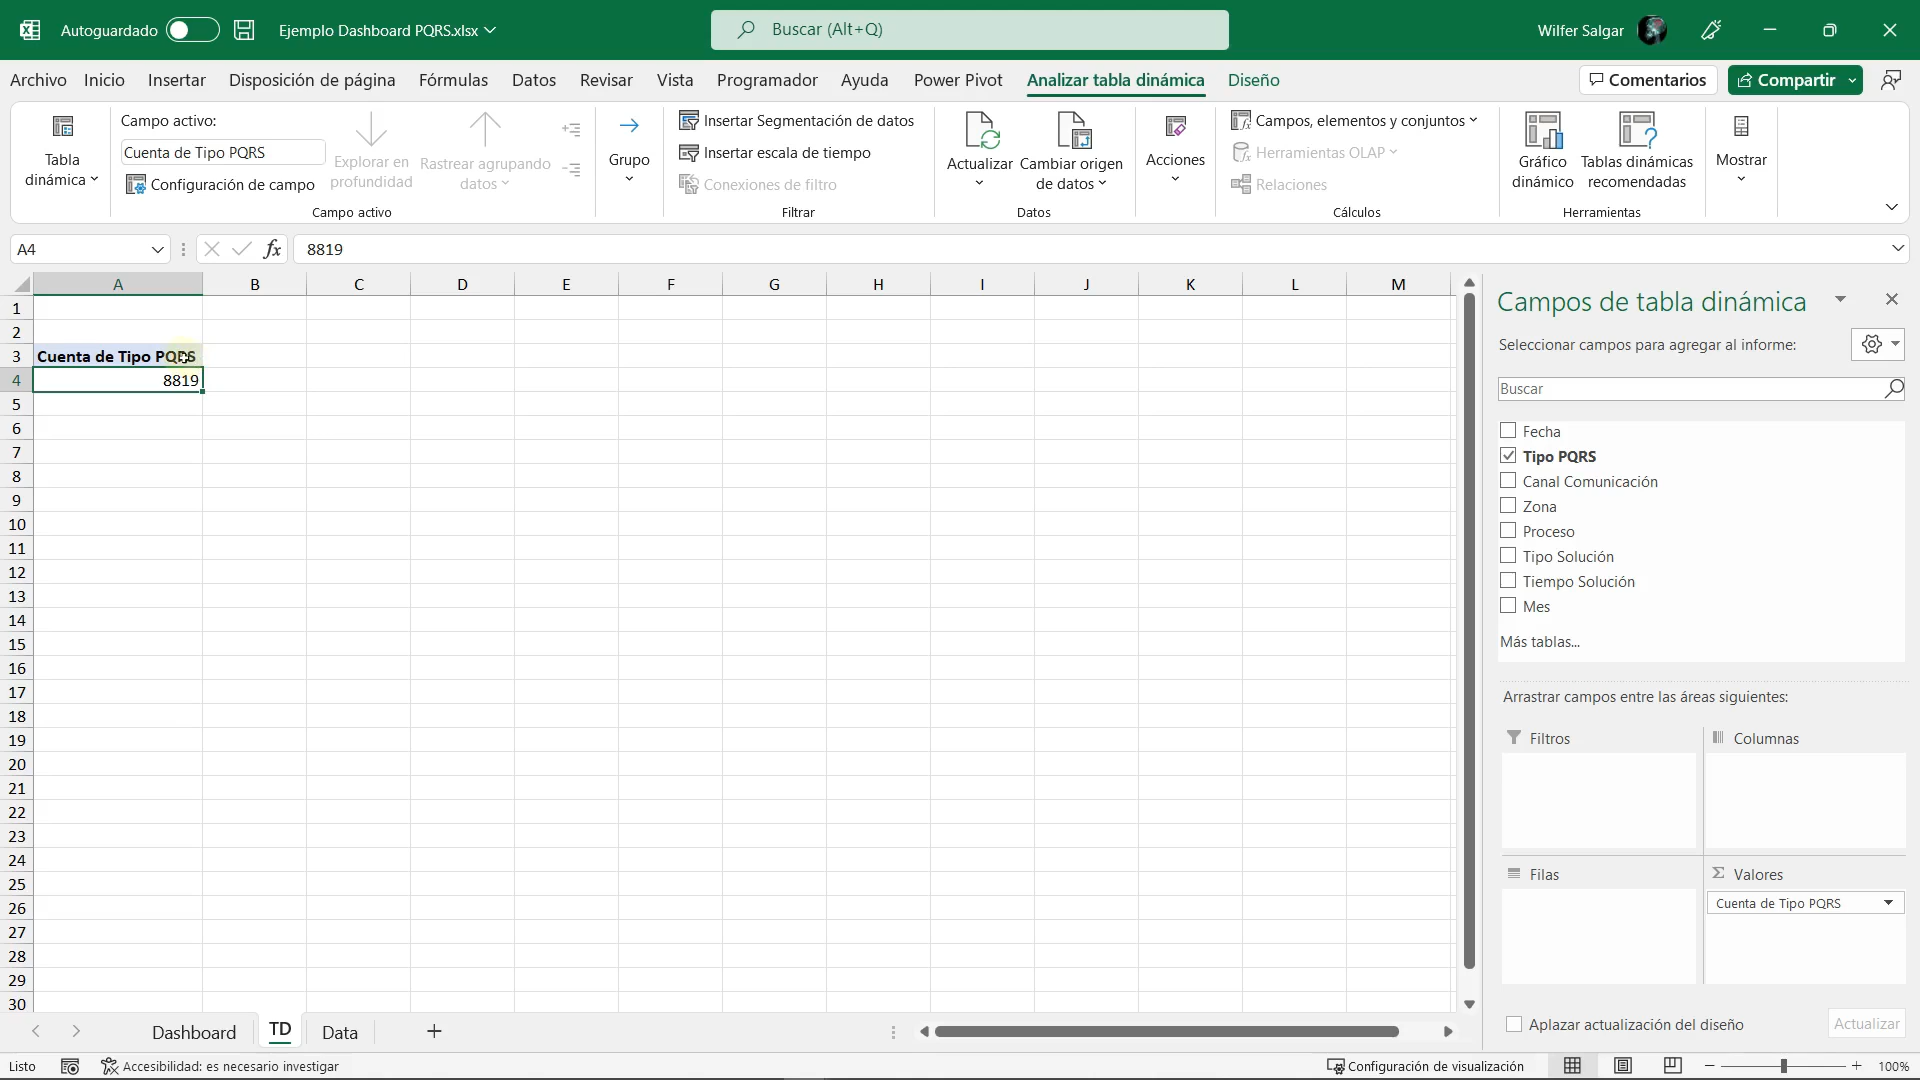 Autoguardado
Ejemplo Dashboard PQRS.xlsx
Buscar (Alt+Q)
Wilfer Salgar
Archivo Inicio Insertar Disposición de página Fórmulas Datos Revisar Vista Programador Ayuda Power Pivot Analizar tabla dinámica Diseño
Comentarios
Compartir
Tabla
dinámica
Campo activo:
Cuenta de Tipo PQRS
Configuración de campo
Explorar en
profundidad
Rastrear agrupando
datos
Campo activo
Grupo
Insertar Segmentación de datos
Insertar escala de tiempo
Conexiones de filtro
Filtrar
Actualizar
Cambiar origen
de datos
Datos
Acciones
Campos, elementos y conjuntos
Herramientas OLAP
Relaciones
Cálculos
Gráfico
dinámico
Tablas dinámicas
recomendadas
Herramientas
Mostrar
A4
fx
8819
A B C D E F G H I J K L M
1
2
3 Cuenta de Tipo PQRS
4 8819
5
6
7
8
9
10
11
12
13
14
15
16
17
18
19
20
21
22
23
24
25
26
27
28
29
30
Campos de tabla dinámica
Seleccionar campos para agregar al informe:
Buscar
Fecha
Tipo PQRS
Canal Comunicación
Zona
Proceso
Tipo Solución
Tiempo Solución
Mes
Más tablas...
Arrastrar campos entre las áreas siguientes:
Filtros
Columnas
Filas
Σ Valores
Cuenta de Tipo PQRS
Aplazar actualización del diseño
Actualizar
Dashboard TD Data
Listo
Accesibilidad: es necesario investigar
Configuración de visualización
100%